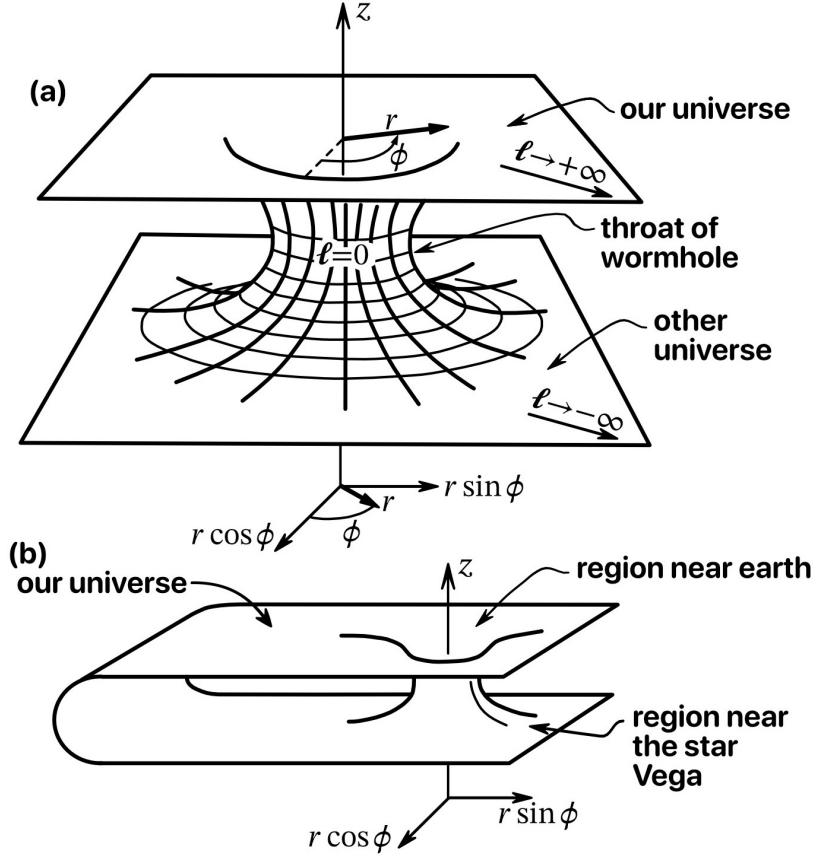 z
(a)
our universe
r
ϕ
ℓ→+∞
throat of
wormhole
ℓ=0
other
universe
ℓ→−∞
r sin ϕ
r
r cos ϕ
ϕ
(b)
our universe
z
region near earth
region near
the star
Vega
r sin ϕ
r cos ϕ